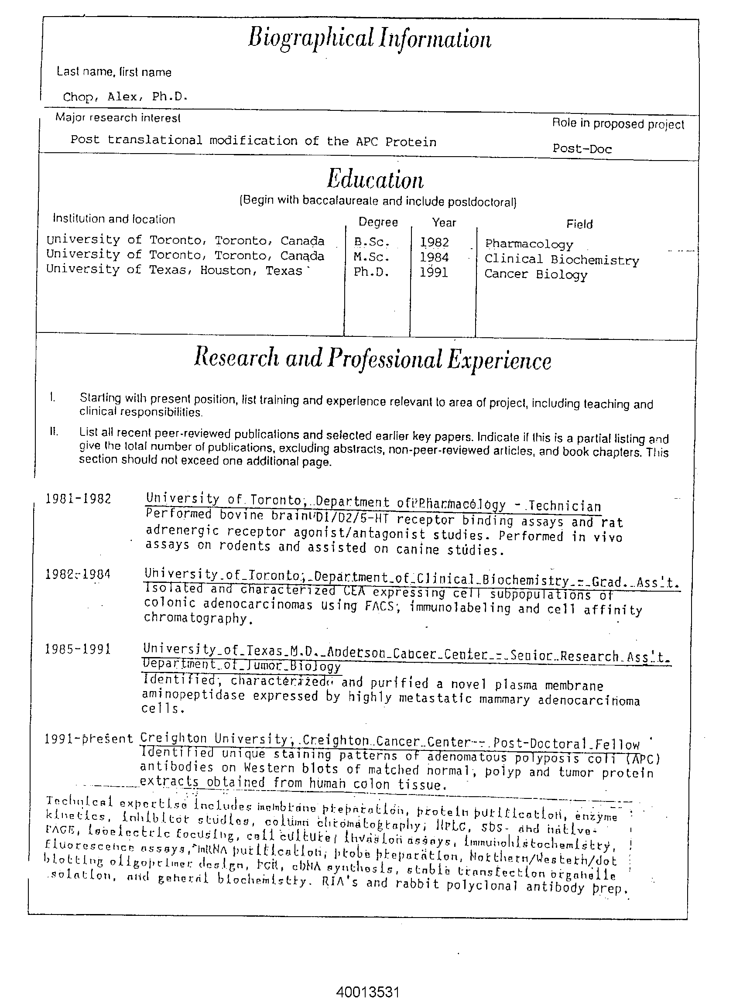 Biographical Information
Last name, first name
Chop, Alex, Ph.D.
Major research interest
Role in proposed project
Post translational modification of the APC Protein
Post-Doc
Education
(Begin with baccalaureate and include postdoctoral)
Institution and location Degree Year Field
University of Toronto, Toronto, Canada B.Sc. 1982 Pharmacology
University of Toronto, Toronto, Canada M.Sc. 1984 Clinical Biochemistry
University of Texas, Houston, Texas Ph.D. 1991 Cancer Biology
Research and Professional Experience
I. Starting with present position, list training and experience relevant to area of project, including teaching and
clinical responsibilities.
II. List all recent peer-reviewed publications and selected earlier key papers. Indicate if this is a partial listing and
give the total number of publications, excluding abstracts, non-peer-reviewed articles, and book chapters. This
section should not exceed one additional page.
1981-1982 University of Toronto, Department of Pharmacology - Technician
Performed bovine brain D1/D2/5-HT receptor binding assays and rat
adrenergic receptor agonist/antagonist studies. Performed in vivo
assays on rodents and assisted on canine studies.
1982-1984 University of Toronto, Department of Clinical Biochemistry - Grad. Ass't.
Isolated and characterized CEA expressing cell subpopulations of
colonic adenocarcinomas using FACS, immunolabeling and cell affinity
chromatography.
1985-1991 University of Texas M.D. Anderson Cancer Center - Senior Research Ass't.
Department of Tumor Biology
Identified, characterized and purified a novel plasma membrane
aminopeptidase expressed by highly metastatic mammary adenocarcinoma
cells.
1991-present Creighton University, Creighton Cancer Center -- Post-Doctoral Fellow
Identified unique staining patterns of adenomatous polyposis coli (APC)
antibodies on Western blots of matched normal, polyp and tumor protein
extracts obtained from human colon tissue.
Technical expertise includes membrane preparation, protein purification, enzyme
kinetics, inhibitor studies, column chromatography, HPLC, SDS- and native-
PAGE, isoelectric focusing, cell culture/ invasion assays, immunohistochemistry,
fluorescence assays, mRNA purification, probe preparation, Northern/Western/dot
blotting oligoprimer design, PCR, cDNA synthesis, stable transfection organelle
solation, and general biochemistry. RIA's and rabbit polyclonal antibody prep.
40013531